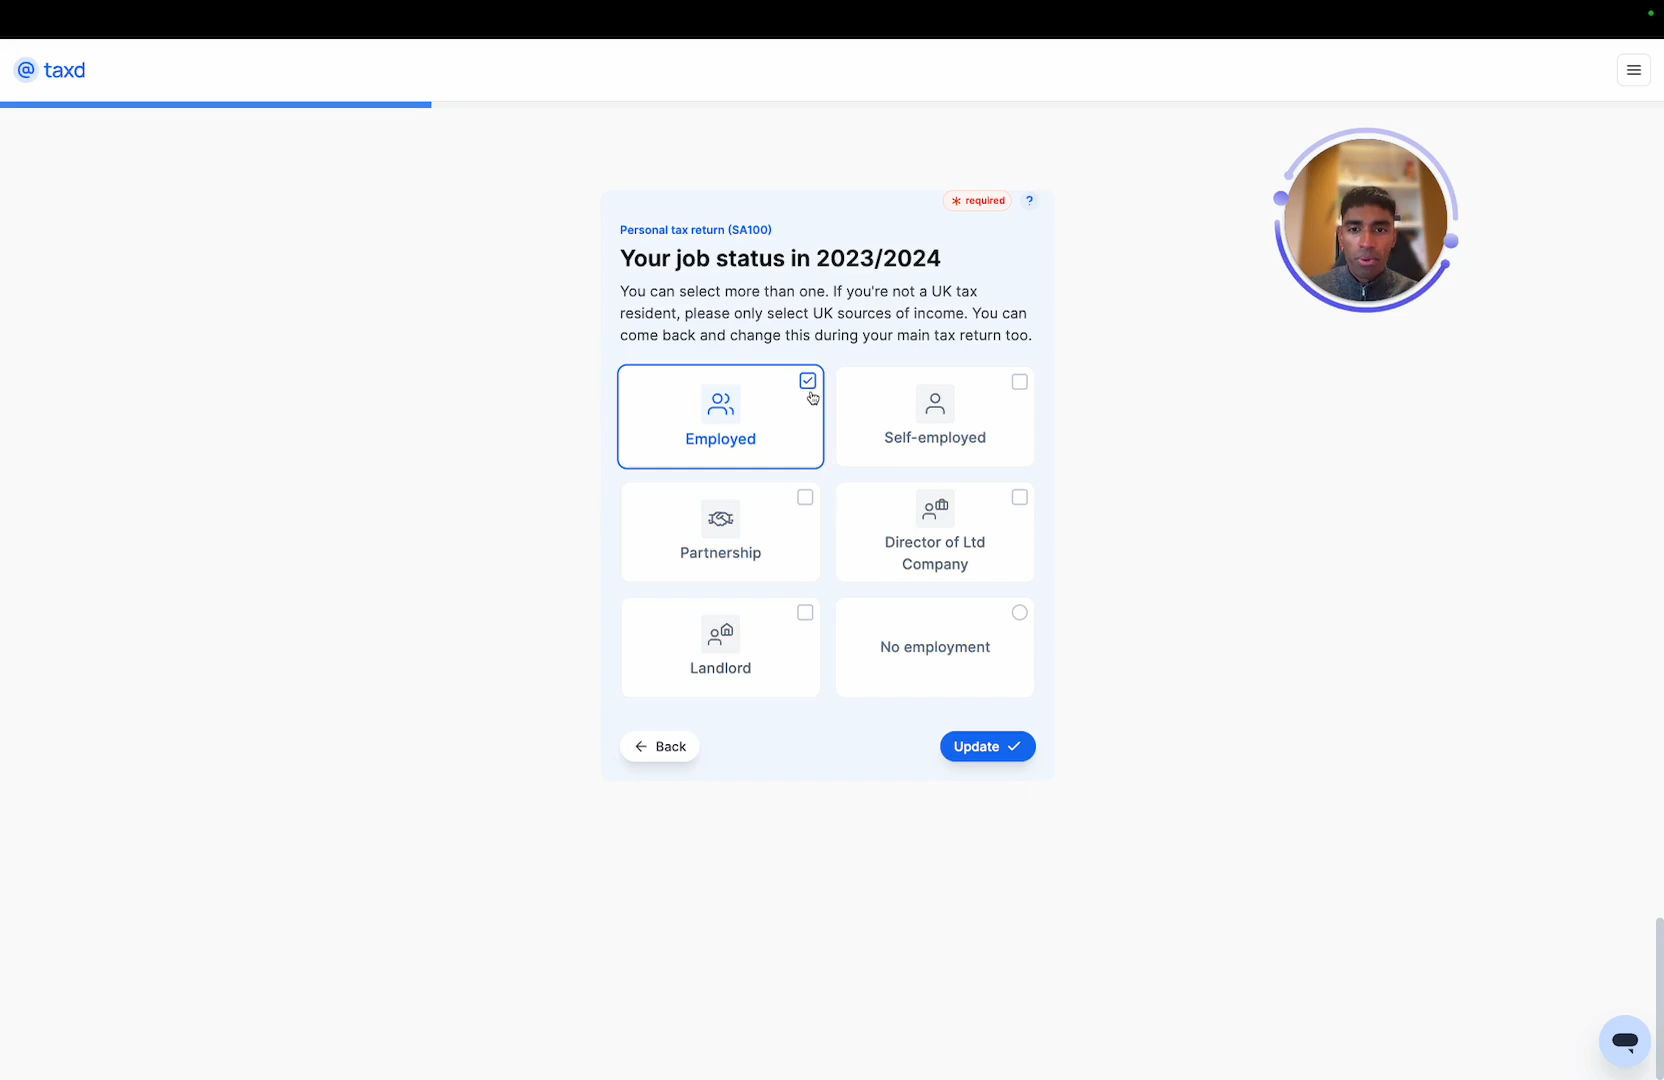 @ taxd
* required ?
Personal tax return (SA100)
Your job status in 2023/2024
You can select more than one. If you're not a UK tax
resident, please only select UK sources of income. You can
come back and change this during your main tax return too.
Employed
Self-employed
Partnership
Director of Ltd
Company
Landlord
No employment
Back
Update